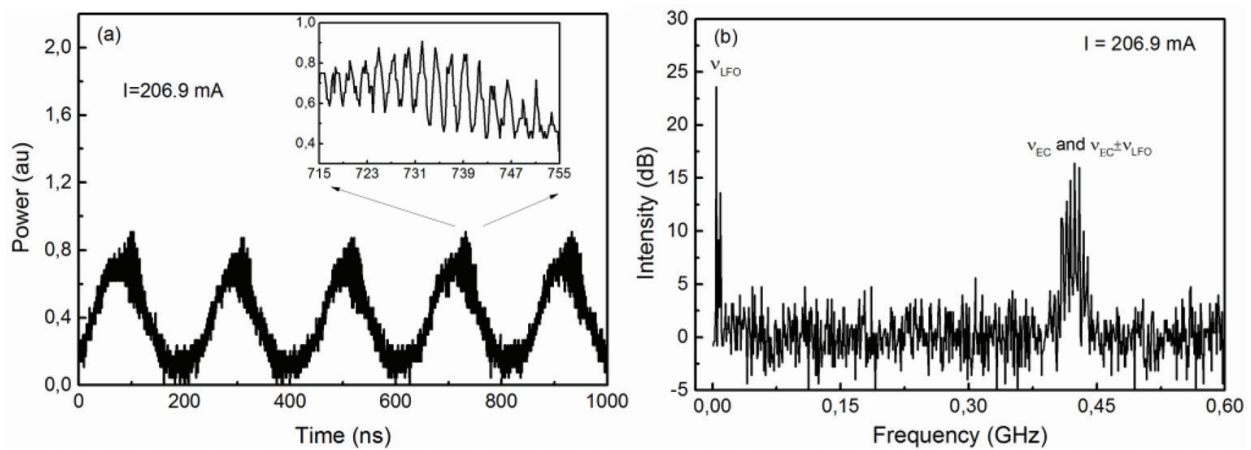 (a)
I=206.9 mA
Power (au)
2,0
1,6
1,2
0,8
0,4
0,0
0 200 400 600 800 1000
Time (ns)
1,0
0,8
0,6
0,4
715 723 731 739 747 755
(b)
I = 206.9 mA
νLFO
νEC and νEC±νLFO
Intensity (dB)
30
25
20
15
10
5
0
-5
0,00 0,15 0,30 0,45 0,60
Frequency (GHz)